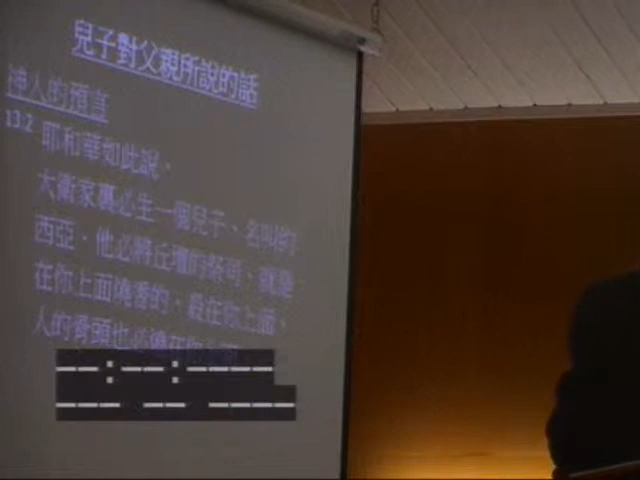 兒子對父親所說的話
神人的預言
13:2 耶和華如此說，
大衛家裏必生一個兒子、名叫約
西亞．他必將丘壇的祭司、就是
在你上面燒香的、殺在你上面、
人的骨頭也必燒在你上面
--:--:----
--- -- ----